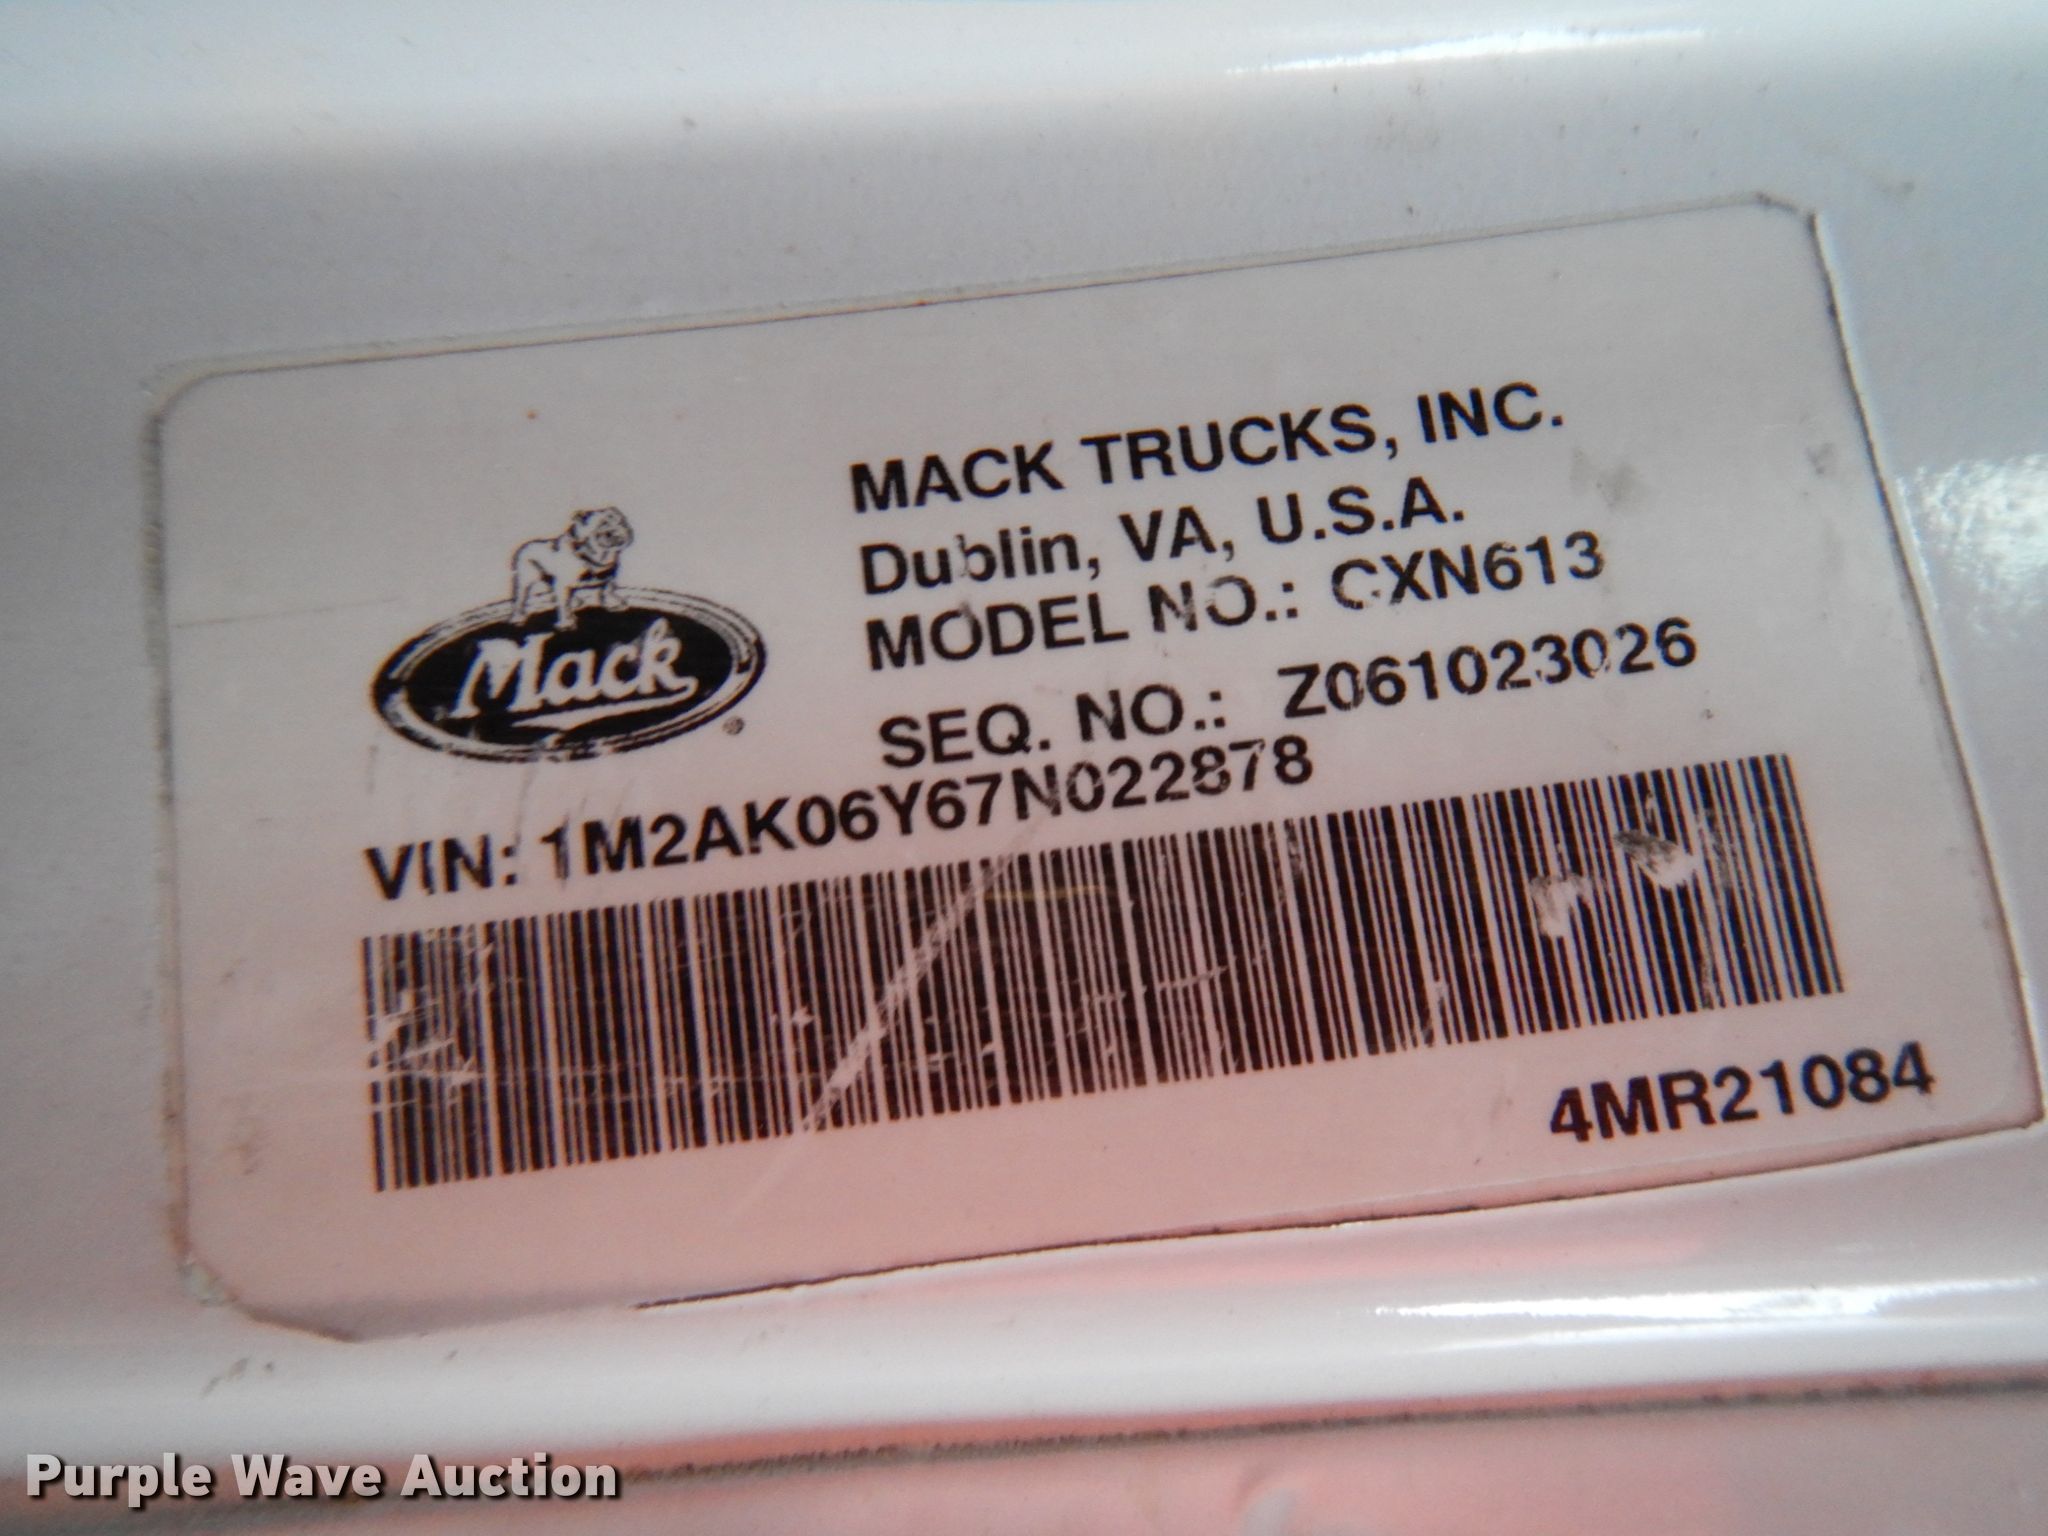 MACK TRUCKS, INC.
Dublin, VA, U.S.A.
MODEL NO.: CXN613
SEQ. NO.: Z061023026
Mack
®
VIN: 1M2AK06Y67N022878
4MR21084
Purple Wave Auction